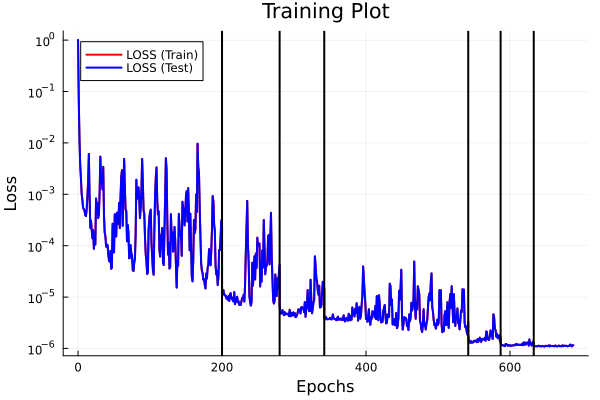 Training Plot
10⁰
10⁻¹
10⁻²
10⁻³
10⁻⁴
10⁻⁵
10⁻⁶
Loss
LOSS (Train)
LOSS (Test)
0
200
400
600
Epochs